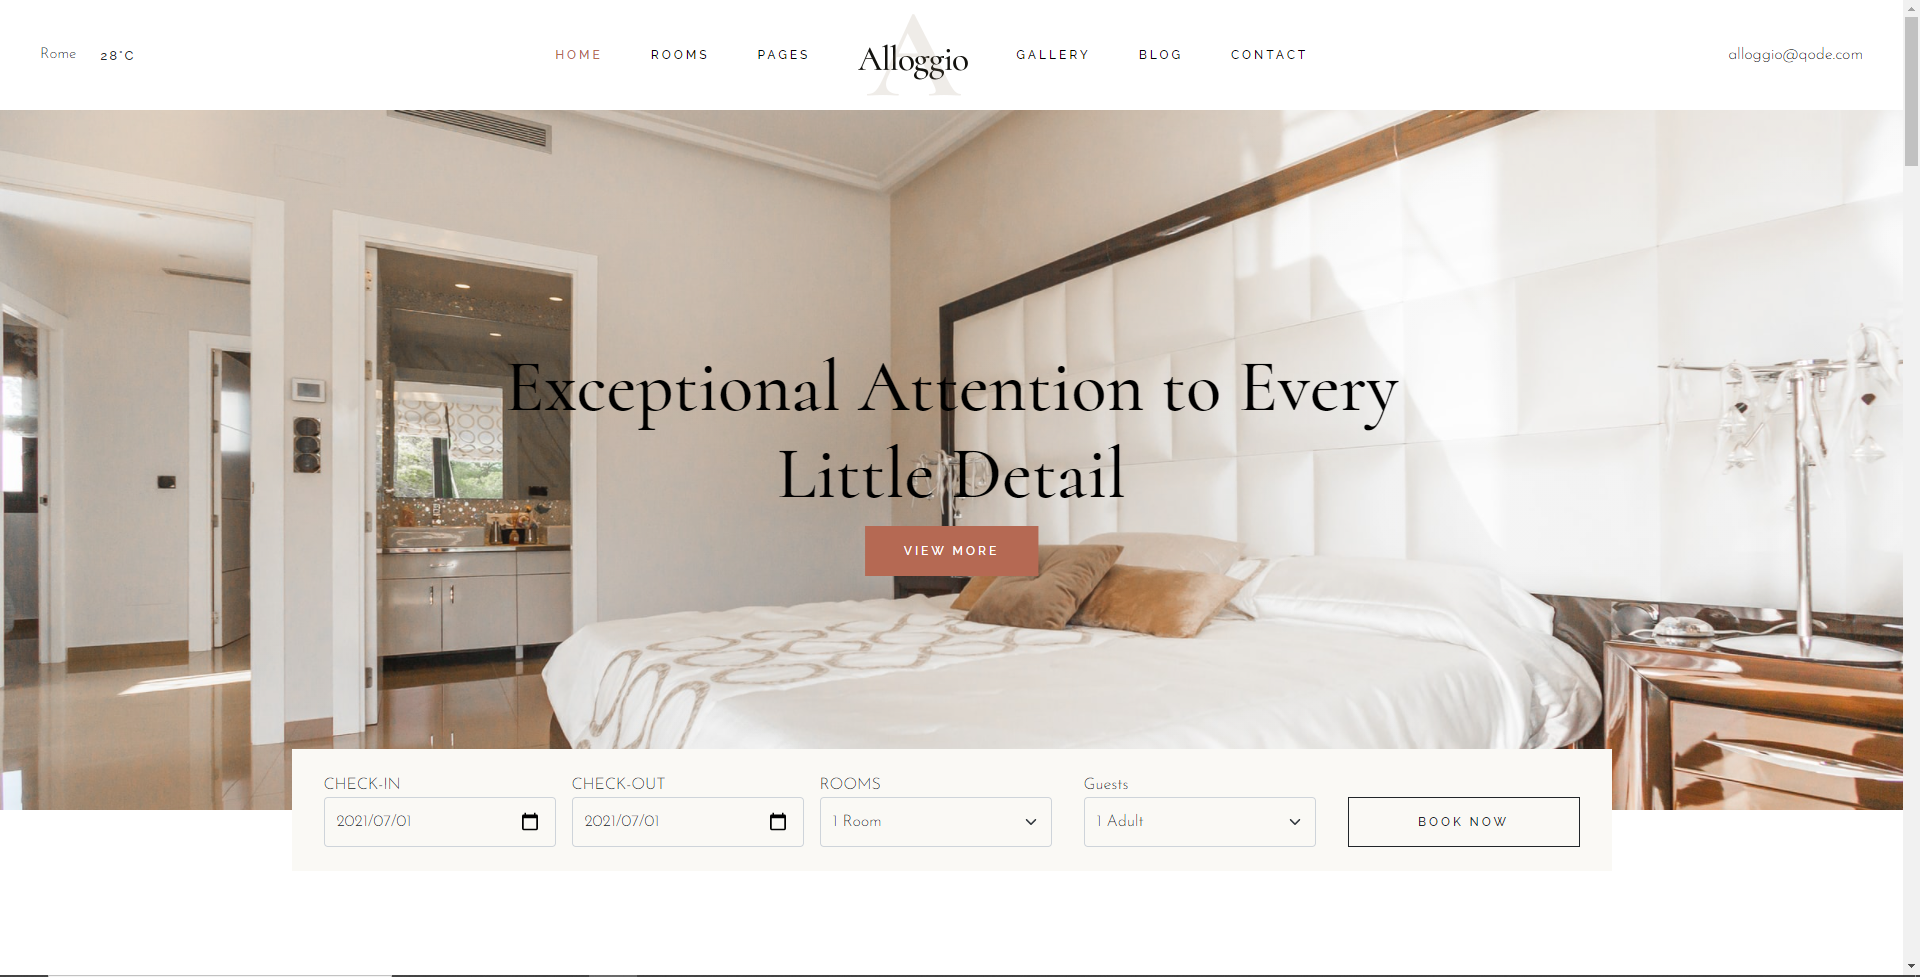 Rome 28°C HOME ROOMS PAGES Alloggio GALLERY BLOG CONTACT alloggio@qode.com
Exceptional Attention to Every
Little Detail
VIEW MORE
CHECK-IN CHECK-OUT ROOMS Guests
2021/07/01 2021/07/01 1 Room 1 Adult BOOK NOW